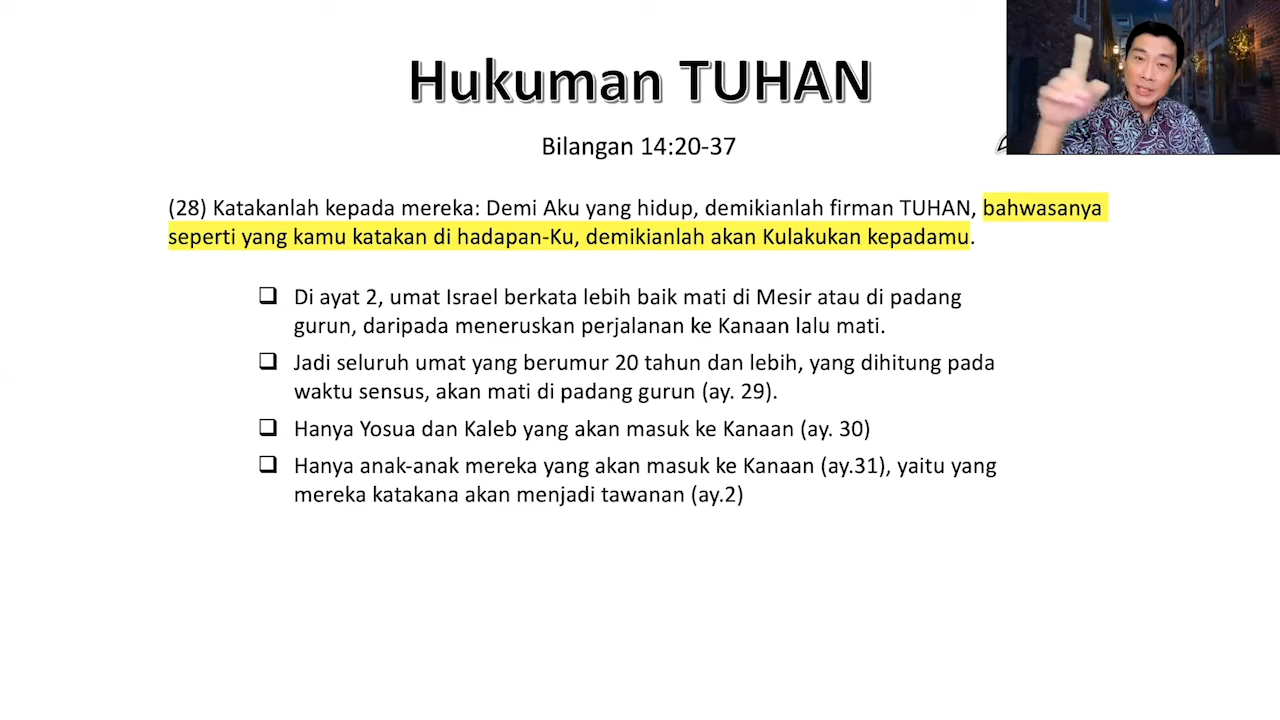 Hukuman TUHAN
Bilangan 14:20-37
(28) Katakanlah kepada mereka: Demi Aku yang hidup, demikianlah firman TUHAN, bahwasanya
seperti yang kamu katakan di hadapan-Ku, demikianlah akan Kulakukan kepadamu.
❑ Di ayat 2, umat Israel berkata lebih baik mati di Mesir atau di padang
gurun, daripada meneruskan perjalanan ke Kanaan lalu mati.
❑ Jadi seluruh umat yang berumur 20 tahun dan lebih, yang dihitung pada
waktu sensus, akan mati di padang gurun (ay. 29).
❑ Hanya Yosua dan Kaleb yang akan masuk ke Kanaan (ay. 30)
❑ Hanya anak-anak mereka yang akan masuk ke Kanaan (ay.31), yaitu yang
mereka katakana akan menjadi tawanan (ay.2)